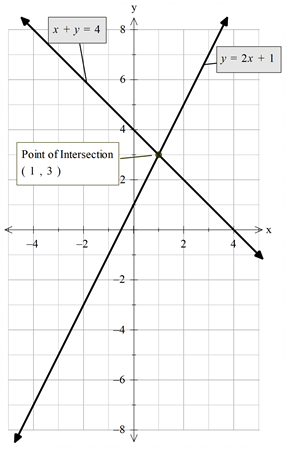 y
8
x + y = 4
y = 2x + 1
6
4
Point of Intersection
( 1 , 3 )
2
x
−4
−2
2
4
−2
−4
−6
−8